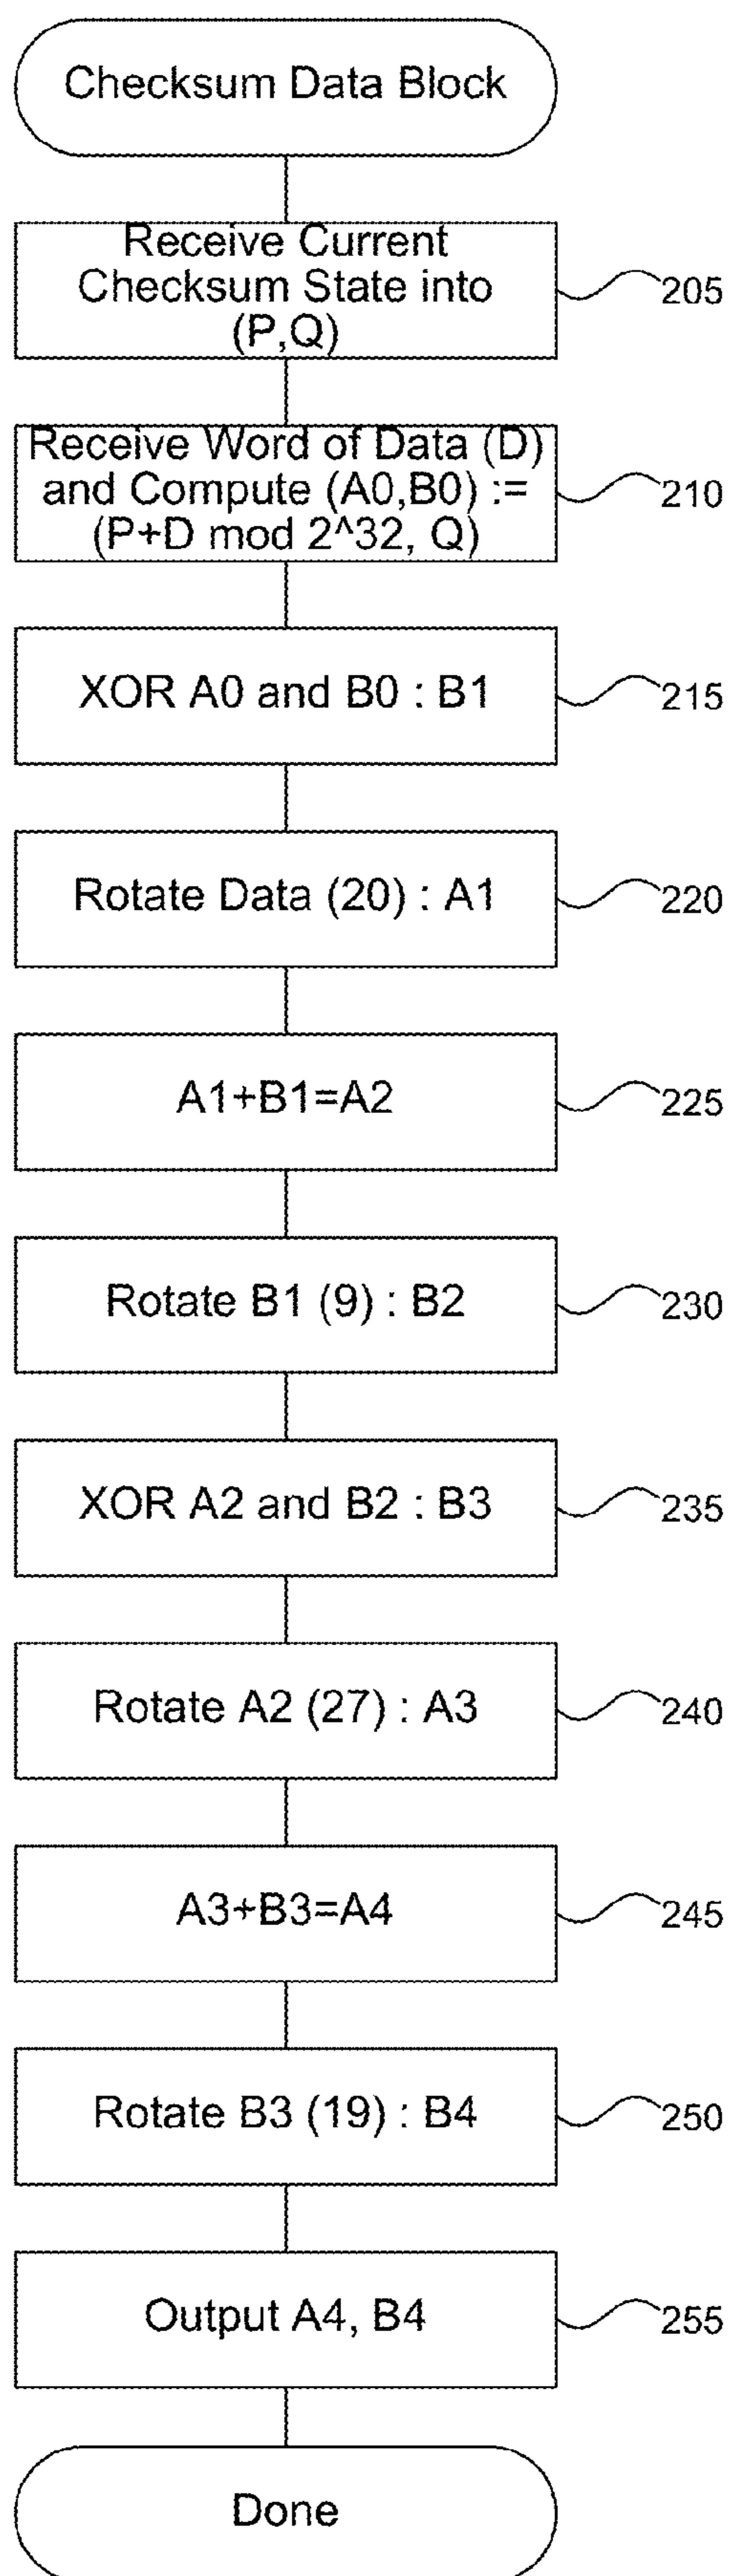 Checksum Data Block
Receive Current
Checksum State into
(P,Q)
205
Receive Word of Data (D)
and Compute (A0,B0) :=
(P+D mod 2^32, Q)
210
XOR A0 and B0 : B1
215
Rotate Data (20) : A1
220
A1+B1=A2
225
Rotate B1 (9) : B2
230
XOR A2 and B2 : B3
235
Rotate A2 (27) : A3
240
A3+B3=A4
245
Rotate B3 (19) : B4
250
Output A4, B4
255
Done